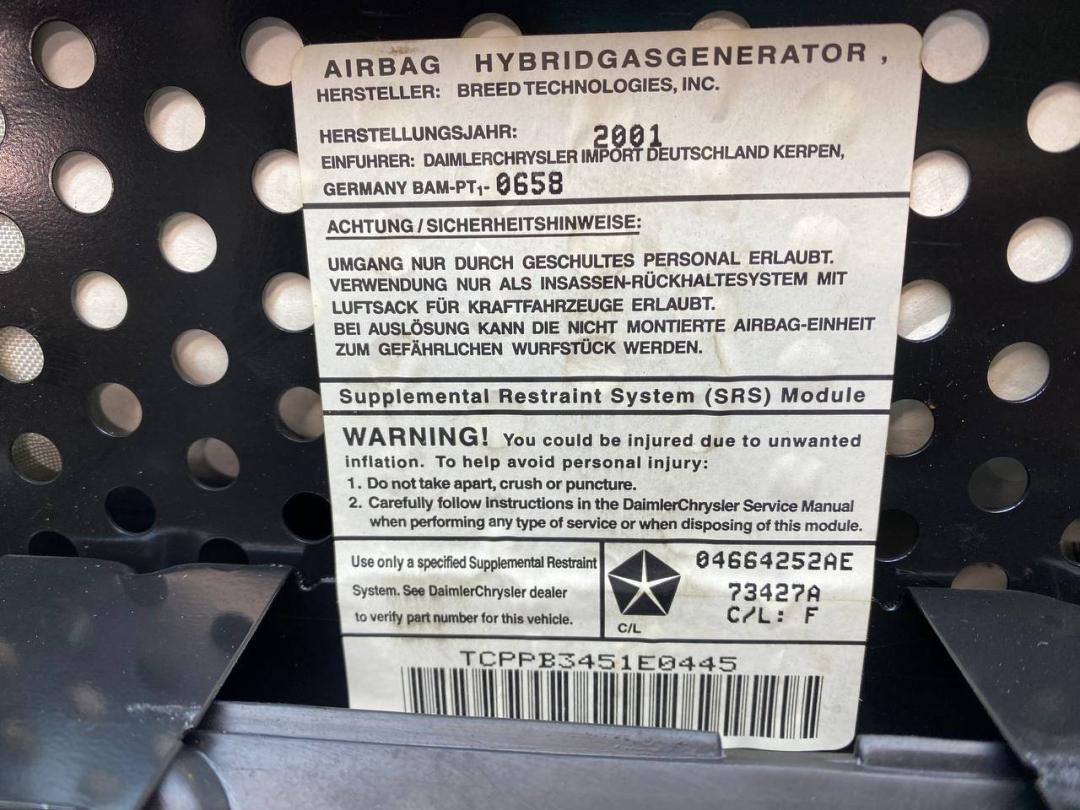 AIRBAG HYBRIDGASGENERATOR ,
HERSTELLER: BREED TECHNOLOGIES, INC.
HERSTELLUNGSJAHR: 2001
EINFUHRER: DAIMLERCHRYSLER IMPORT DEUTSCHLAND KERPEN,
GERMANY BAM-PT₁- 0658
ACHTUNG / SICHERHEITSHINWEISE:
UMGANG NUR DURCH GESCHULTES PERSONAL ERLAUBT.
VERWENDUNG NUR ALS INSASSEN-RÜCKHALTESYSTEM MIT
LUFTSACK FÜR KRAFTFAHRZEUGE ERLAUBT.
BEI AUSLÖSUNG KANN DIE NICHT MONTIERTE AIRBAG-EINHEIT
ZUM GEFÄHRLICHEN WURFSTÜCK WERDEN.
Supplemental Restraint System (SRS) Module
WARNING! You could be injured due to unwanted
inflation. To help avoid personal injury:
1. Do not take apart, crush or puncture.
2. Carefully follow instructions in the DaimlerChrysler Service Manual
when performing any type of service or when disposing of this module.
Use only a specified Supplemental Restraint
System. See DaimlerChrysler dealer
to verify part number for this vehicle.
C/L
04664252AE
73427A
C/L: F
TCPPB3451E0445